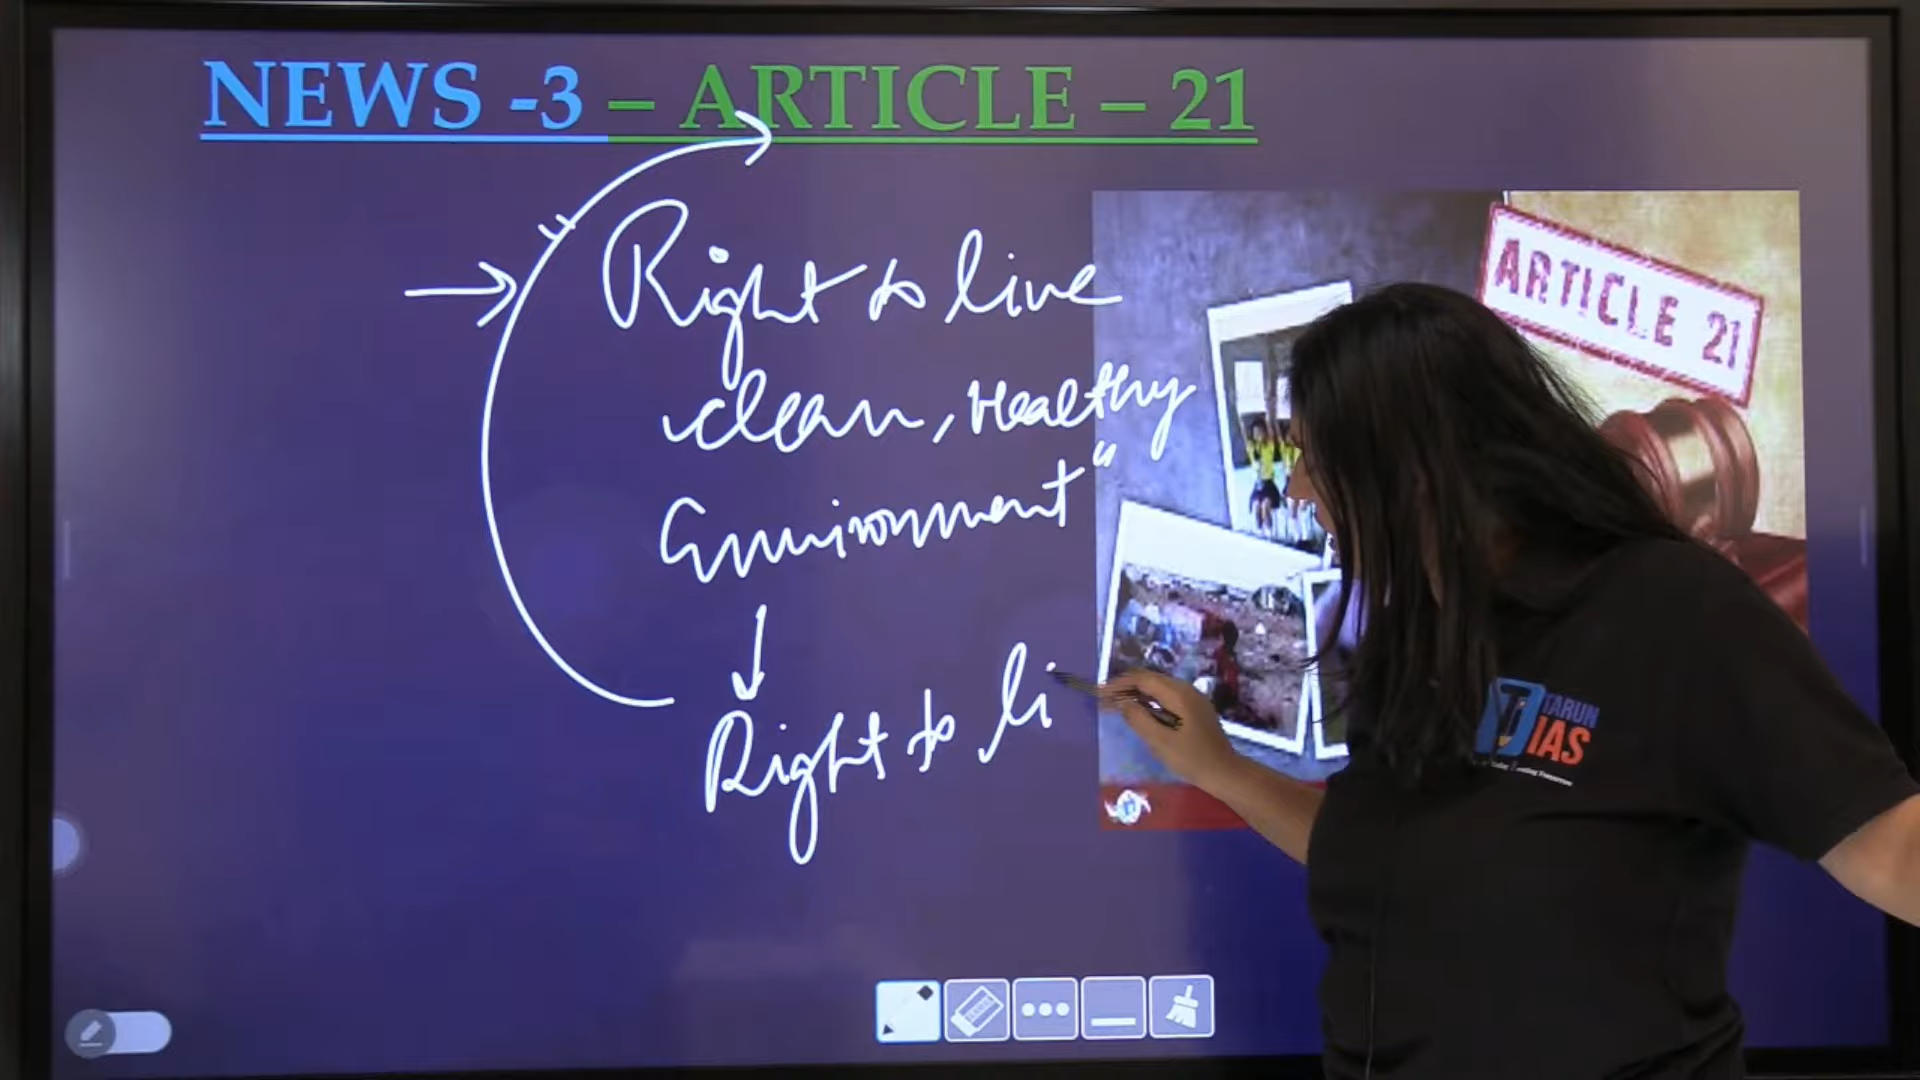 NEWS -3 – ARTICLE – 21
Right to live
clean, Healthy
Environment"
Right to li
ARTICLE 21
TARUN
IAS